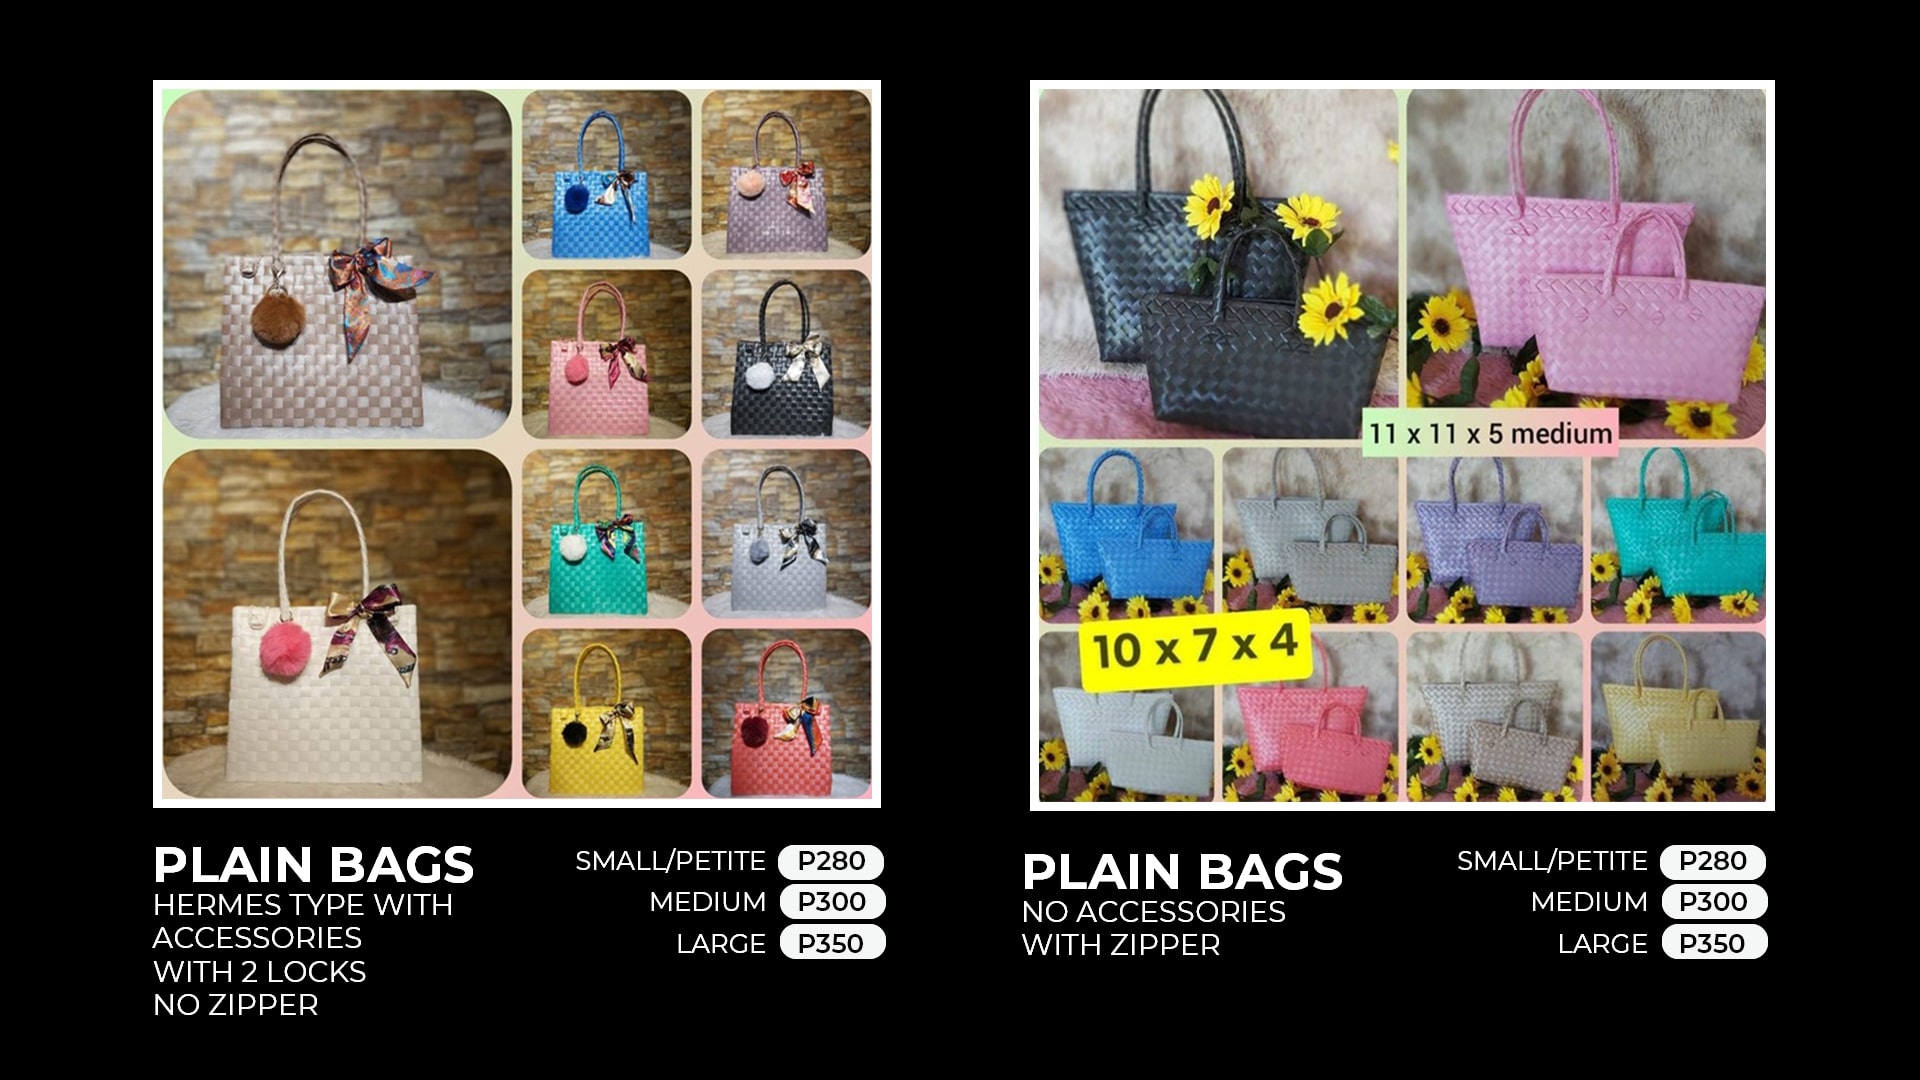 11 x 11 x 5 medium
10 x 7 x 4
PLAIN BAGS
HERMES TYPE WITH
ACCESSORIES
WITH 2 LOCKS
NO ZIPPER
SMALL/PETITE P280
MEDIUM P300
LARGE P350
PLAIN BAGS
NO ACCESSORIES
WITH ZIPPER
SMALL/PETITE P280
MEDIUM P300
LARGE P350